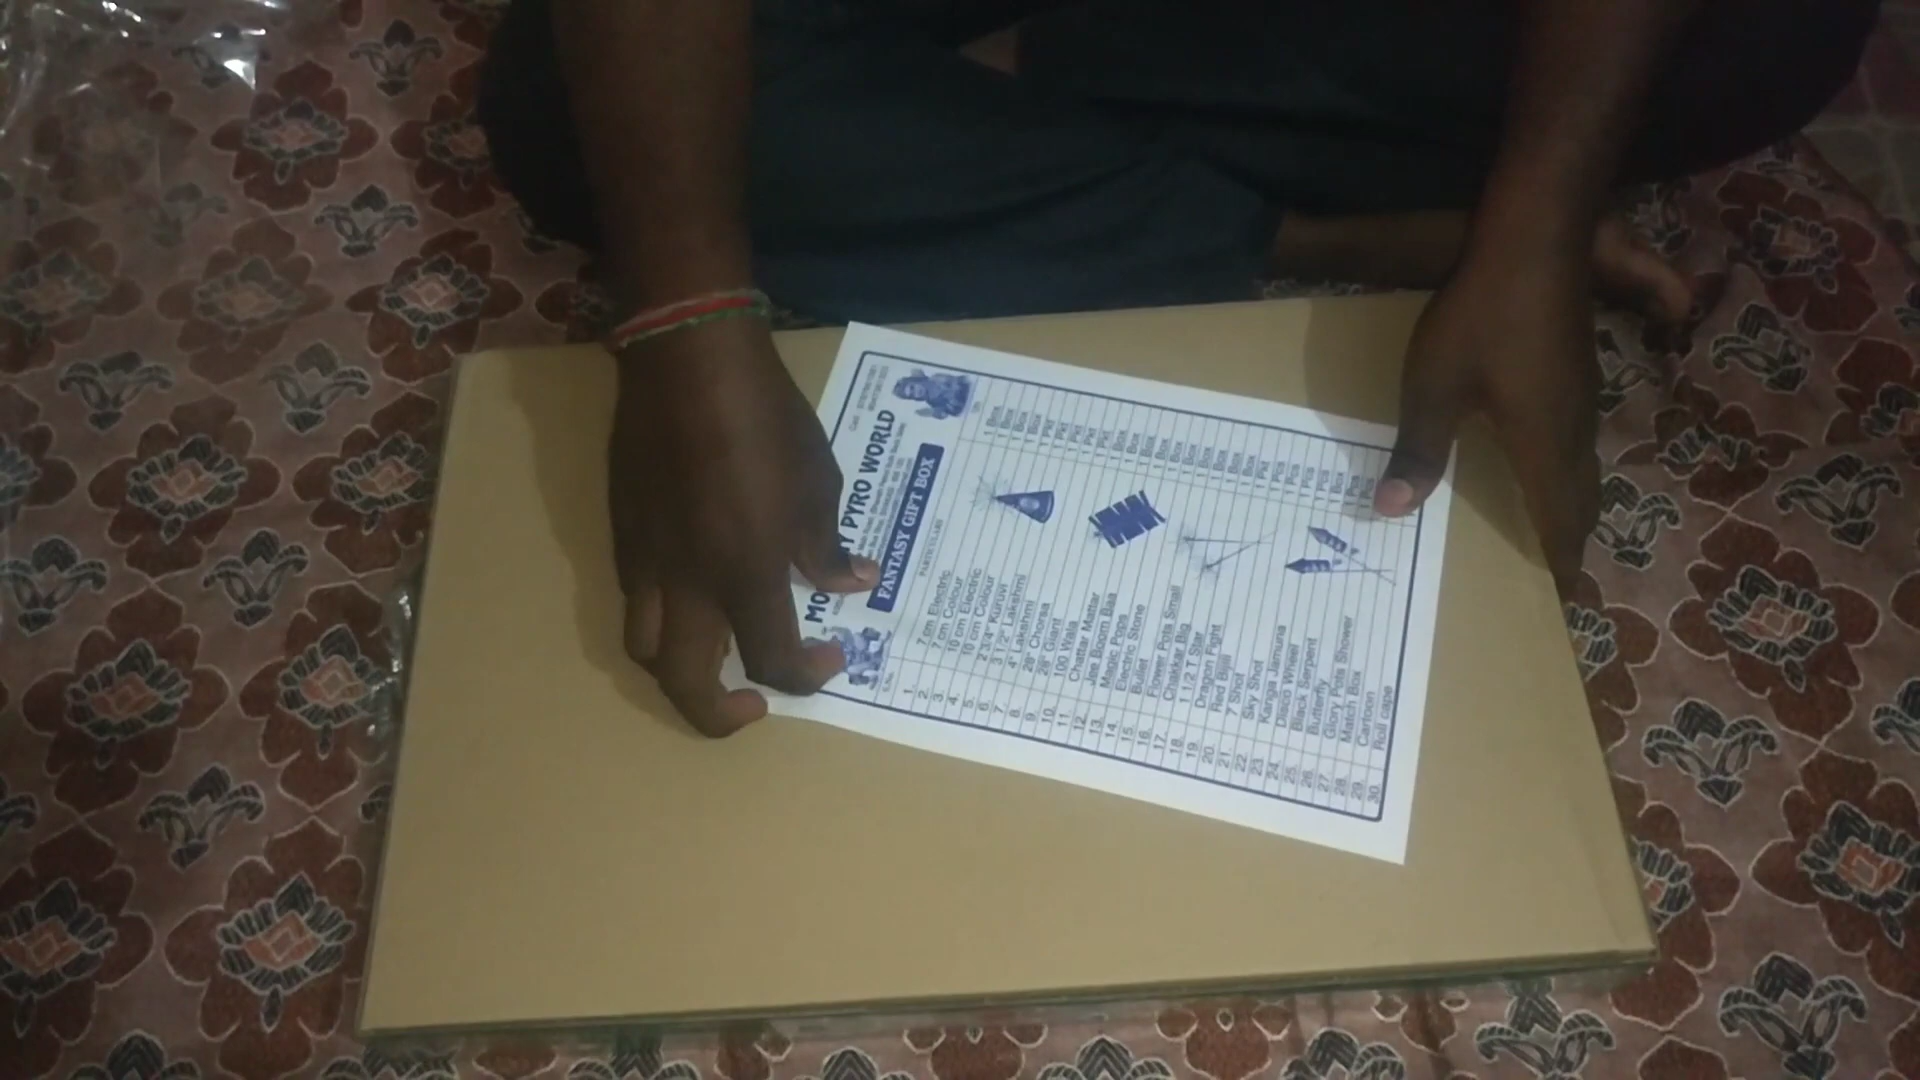 Cell:
MO Y PYRO WORLD
FANTASY GIFT BOX
S.No. PARTICULARS
1. 7 cm Electric 1 Box
2. 7 cm Colour 1 Box
3. 10 cm Electric 1 Box
4. 10 cm Colour 1 Box
5. 2 3/4" Kuruvi 1 Pkt
6. 3 1/2" Lakshmi 1 Pkt
7. 4" Lakshmi 1 Pkt
8. 28" Chorsa 1 Pkt
9. 28" Giant 1 Pkt
10. 100 Wala 1 Box
11. Chattar Mattar 1 Box
12. Jee Boom Baa 1 Box
13. Magic Pops 1 Box
14. Electric Stone 1 Box
15. Bullet 1 Box
16. Flower Pots Small 1 Box
17. Chakkar Big 1 Box
18. 1 1/2 T Star 1 Box
19. Dragon Fight 1 Box
20. Red Bijili Pkt
21. 7 Shot 1 Pcs
22. Sky Shot 1 Pcs
23. Kanga Jamuna 1 Pcs
24. Disco Wheel
25. Black Serpent
26. Butterfly
27. Glory Pots Shower
28. Match Box
29. Cartoon
30. Roll cape